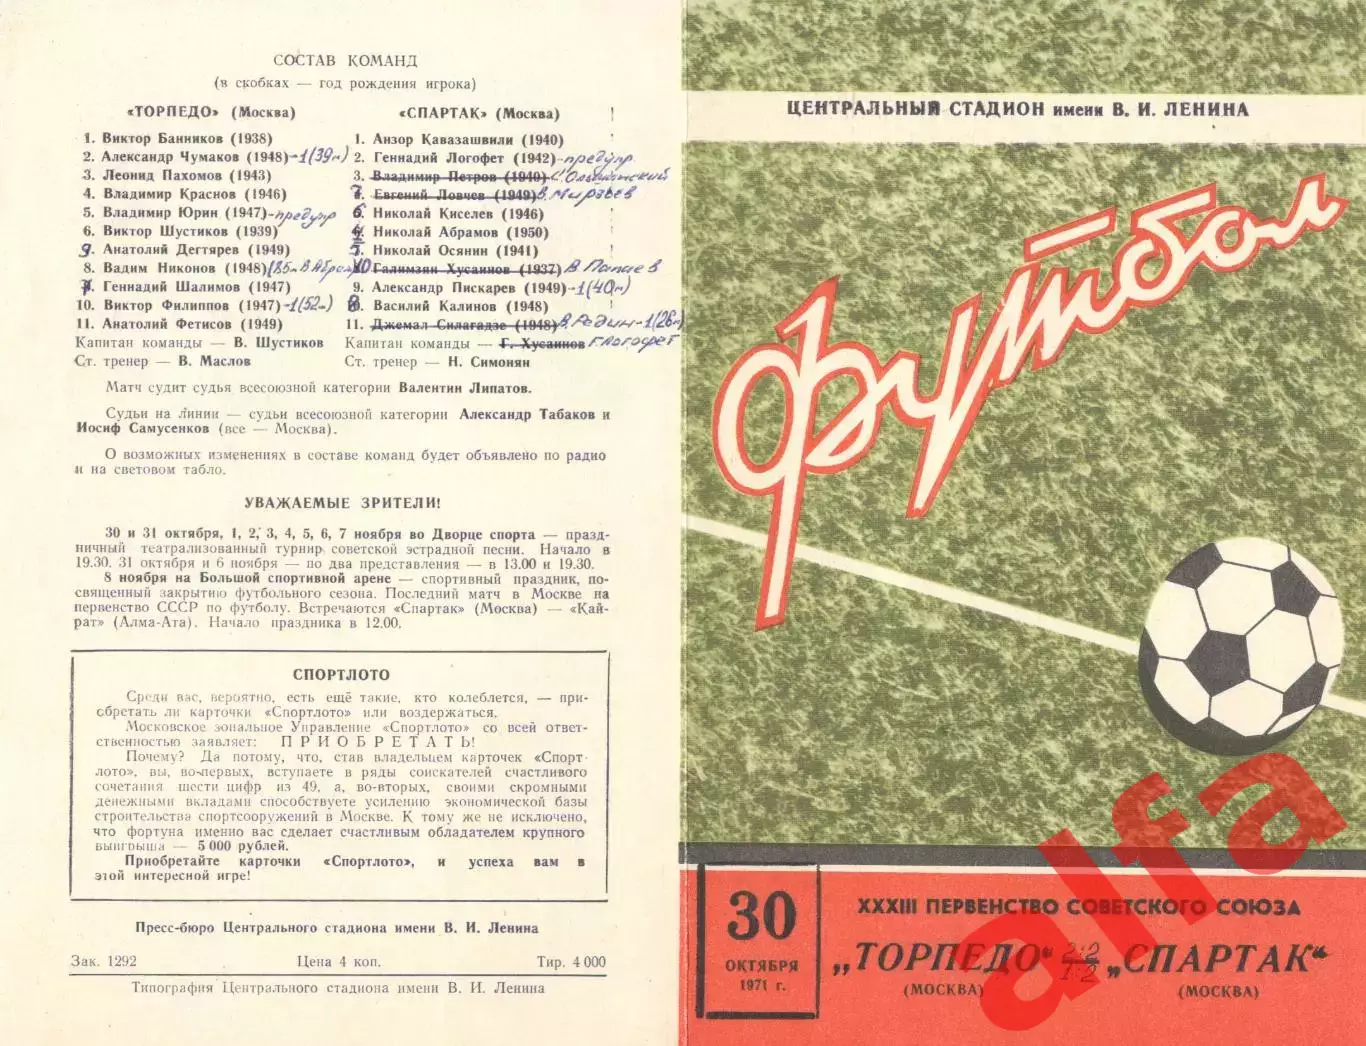 СОСТАВ КОМАНД
(в скобках — год рождения игрока)
«ТОРПЕДО» (Москва)
1. Виктор Банников (1938)
2. Александр Чумаков (1948) -1(39м)
3. Леонид Пахомов (1943)
4. Владимир Краснов (1946)
5. Владимир Юрин (1947) -предупр
6. Виктор Шустиков (1939)
9. Анатолий Дегтярев (1949)
8. Вадим Никонов (1948)
7. Геннадий Шалимов (1947)
10. Виктор Филиппов (1947) -1(52м)
11. Анатолий Фетисов (1949)
Капитан команды — В. Шустиков
Ст. тренер — В. Маслов
«СПАРТАК» (Москва)
1. Анзор Кавазашвили (1940)
2. Геннадий Логофет (1942) -предупр
3. Владимир Петров (1940) С. Ольшанский
7. Евгений Ловчев (1949) В. Мирзоев
6. Николай Киселев (1946)
4. Николай Абрамов (1950)
5. Николай Осянин (1941)
10 Галимзян Хусаинов (1937) В Папаев
9. Александр Пискарев (1949) -1(40м)
8. Василий Калинов (1948)
11. Джемал Силагадзе (1948) В. Редин -1(26м)
Капитан команды — Г. Хусаинов Г Логофет
Ст. тренер — Н. Симонян
Матч судит судья всесоюзной категории Валентин Липатов.
Судьи на линии — судьи всесоюзной категории Александр Табаков и
Иосиф Самусенков (все — Москва).
О возможных изменениях в составе команд будет объявлено по радио
и на световом табло.
УВАЖАЕМЫЕ ЗРИТЕЛИ!
30 и 31 октября, 1, 2, 3, 4, 5, 6, 7 ноября во Дворце спорта — празд-
ничный театрализованный турнир советской эстрадной песни. Начало в
19.30. 31 октября и 6 ноября — по два представления — в 13.00 и 19.30.
8 ноября на Большой спортивной арене — спортивный праздник, по-
священный закрытию футбольного сезона. Последний матч в Москве на
первенство СССР по футболу. Встречаются «Спартак» (Москва) — «Кай-
рат» (Алма-Ата). Начало праздника в 12.00.
СПОРТЛОТО
Среди вас, вероятно, есть ещё такие, кто колеблется, — при-
обретать ли карточки «Спортлото» или воздержаться.
Московское зональное Управление «Спортлото» со всей ответ-
ственностью заявляет: ПРИОБРЕТАТЬ!
Почему? Да потому, что, став владельцем карточек «Спорт-
лото», вы, во-первых, вступаете в ряды соискателей счастливого
сочетания шести цифр из 49, а, во-вторых, своими скромными
денежными вкладами способствуете усилению экономической базы
строительства спортсооружений в Москве. К тому же не исключено,
что фортуна именно вас сделает счастливым обладателем крупного
выигрыша — 5 000 рублей.
Приобретайте карточки «Спортлото», и успеха вам в
этой интересной игре!
Пресс-бюро Центрального стадиона имени В. И. Ленина
Зак. 1292 Цена 4 коп. Тир. 4 000
Типография Центрального стадиона имени В. И. Ленина
ЦЕНТРАЛЬНЫЙ СТАДИОН имени В. И. ЛЕНИНА
футбол
30
ОКТЯБРЯ
1971 г.
XXXIII ПЕРВЕНСТВО СОВЕТСКОГО СОЮЗА
„ТОРПЕДО“ 2:2 „СПАРТАК“
1:2
(МОСКВА) (МОСКВА)
alfa